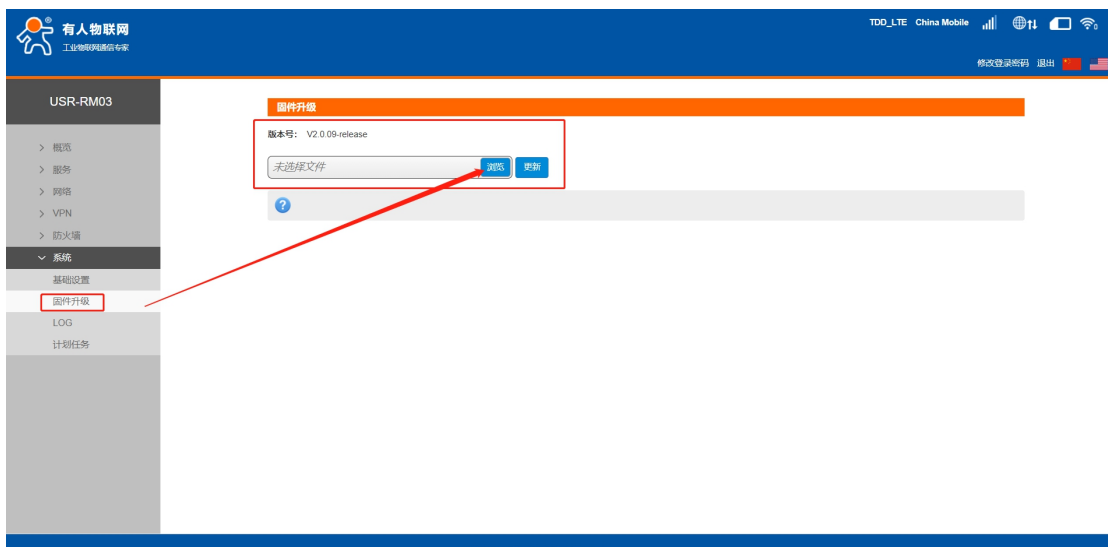 有人物联网
工业物联网通信专家
TDD_LTE China Mobile
修改登录密码 退出
USR-RM03
> 概览
> 服务
> 网络
> VPN
> 防火墙
系统
基础设置
固件升级
LOG
计划任务
固件升级
版本号: V2.0.09-release
未选择文件 浏览 更新
?